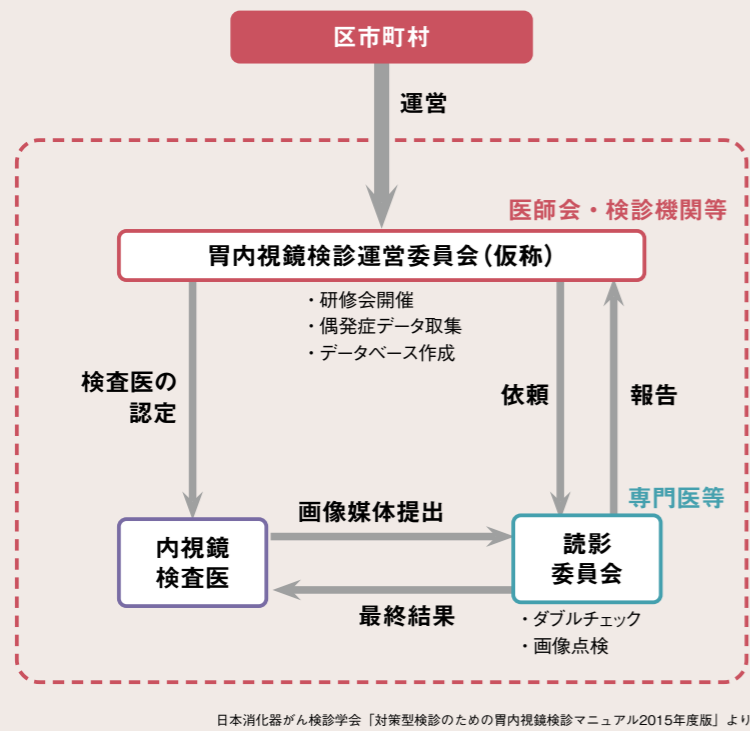 区市町村
運営
医師会・検診機関等
胃内視鏡検診運営委員会（仮称）
・研修会開催
・偶発症データ収集
・データベース作成
検査医の
認定
依頼
報告
専門医等
画像媒体提出
内視鏡
検査医
読影
委員会
最終結果
・ダブルチェック
・画像点検
日本消化器がん検診学会「対策型検診のための胃内視鏡検診マニュアル2015年度版」より